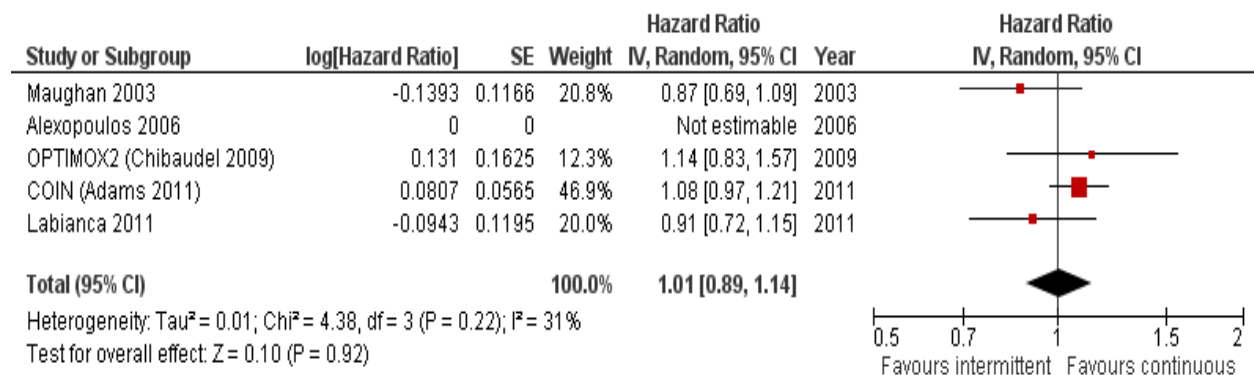 Hazard Ratio Hazard Ratio
Study or Subgroup log[Hazard Ratio] SE Weight IV, Random, 95% CI Year IV, Random, 95% CI
Maughan 2003 -0.1393 0.1166 20.8% 0.87 [0.69, 1.09] 2003
Alexopoulos 2006 0 0 Not estimable 2006
OPTIMOX2 (Chibaudel 2009) 0.131 0.1625 12.3% 1.14 [0.83, 1.57] 2009
COIN (Adams 2011) 0.0807 0.0565 46.9% 1.08 [0.97, 1.21] 2011
Labianca 2011 -0.0943 0.1195 20.0% 0.91 [0.72, 1.15] 2011
Total (95% CI) 100.0% 1.01 [0.89, 1.14]
Heterogeneity: Tau² = 0.01; Chi² = 4.38, df = 3 (P = 0.22); I² = 31%
Test for overall effect: Z = 0.10 (P = 0.92)
0.5 0.7 1 1.5 2
Favours intermittent Favours continuous